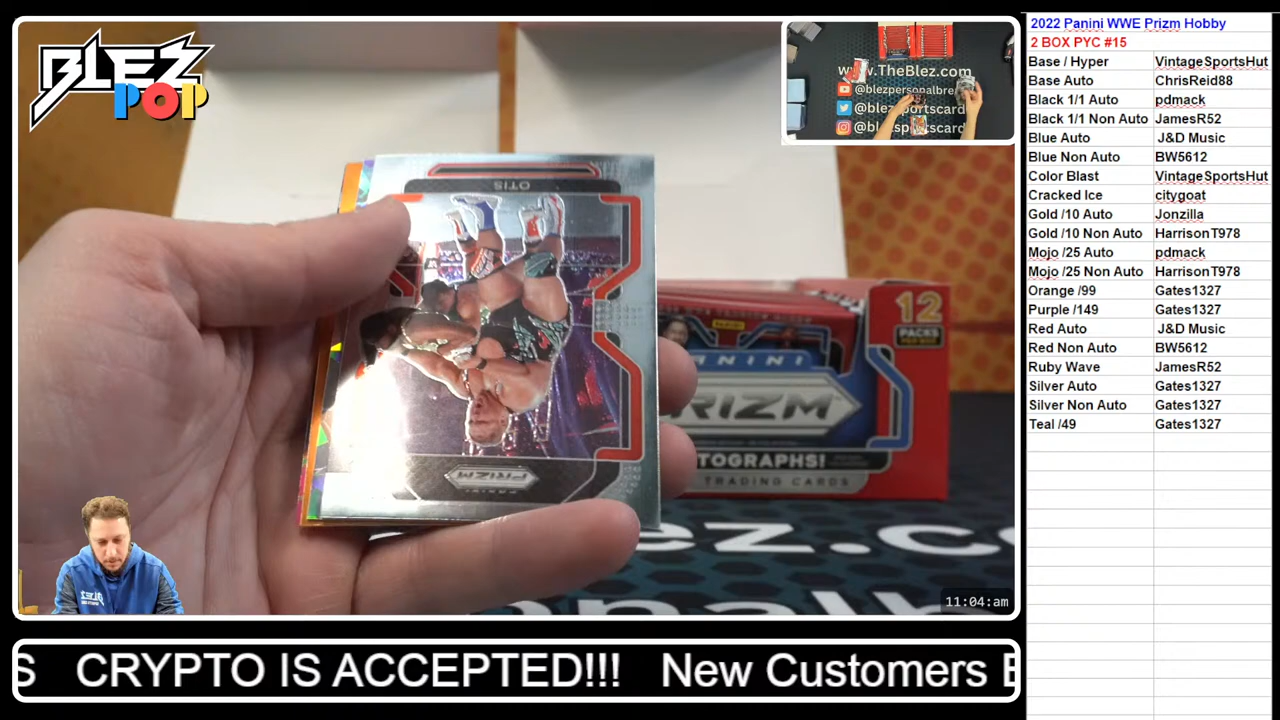 BLEZ
POP
www.TheBlez.com
@blezpersonalbre
@blezsportscard
@blezsportscard
OTIS
PANINI
PRIZM
12
PACKS
PANINI
PRIZM
TOGRAPHS!
TRADING CARDS
11:04:am
S CRYPTO IS ACCEPTED!!! New Customers E
2022 Panini WWE Prizm Hobby
2 BOX PYC #15
Base / Hyper VintageSportsHut
Base Auto ChrisReid88
Black 1/1 Auto pdmack
Black 1/1 Non Auto JamesR52
Blue Auto J&D Music
Blue Non Auto BW5612
Color Blast VintageSportsHut
Cracked Ice citygoat
Gold /10 Auto Jonzilla
Gold /10 Non Auto HarrisonT978
Mojo /25 Auto pdmack
Mojo /25 Non Auto HarrisonT978
Orange /99 Gates1327
Purple /149 Gates1327
Red Auto J&D Music
Red Non Auto BW5612
Ruby Wave JamesR52
Silver Auto Gates1327
Silver Non Auto Gates1327
Teal /49 Gates1327